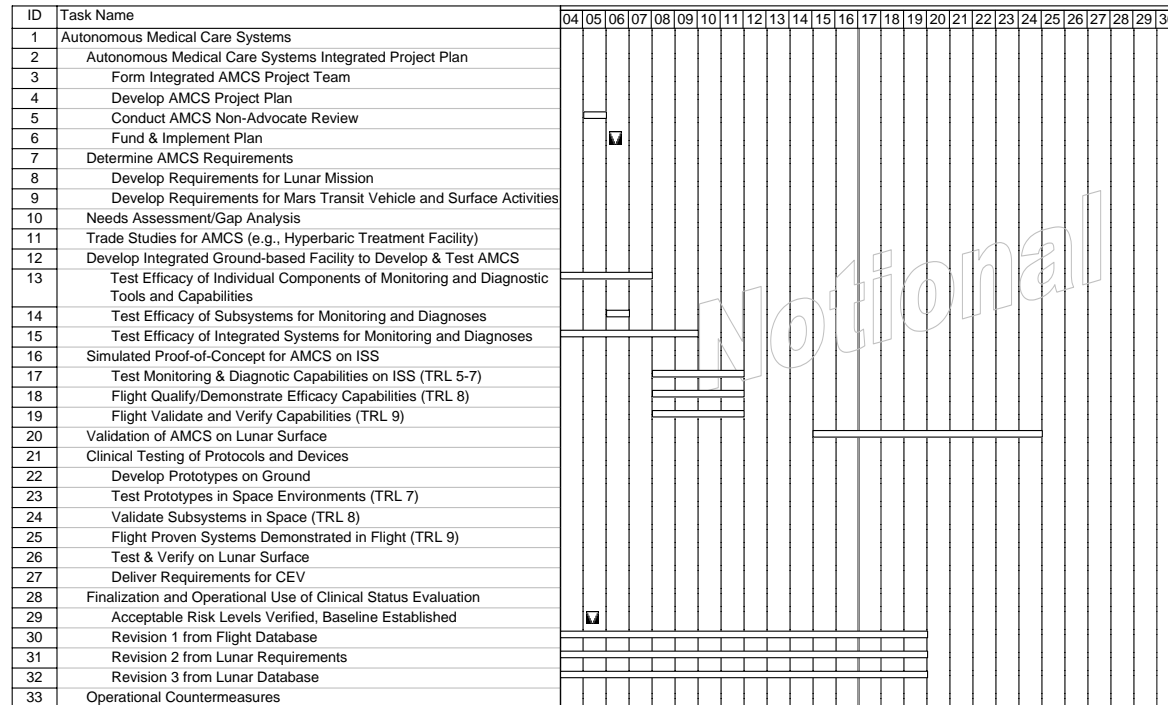 ID Task Name 04 05 06 07 08 09 10 11 12 13 14 15 16 17 18 19 20 21 22 23 24 25 26 27 28 29
1 Autonomous Medical Care Systems
2 Autonomous Medical Care Systems Integrated Project Plan
3 Form Integrated AMCS Project Team
4 Develop AMCS Project Plan
5 Conduct AMCS Non-Advocate Review
6 Fund & Implement Plan
7 Determine AMCS Requirements
8 Develop Requirements for Lunar Mission
9 Develop Requirements for Mars Transit Vehicle and Surface Activities
10 Needs Assessment/Gap Analysis
11 Trade Studies for AMCS (e.g., Hyperbaric Treatment Facility)
12 Develop Integrated Ground-based Facility to Develop & Test AMCS
13 Test Efficacy of Individual Components of Monitoring and Diagnostic
Tools and Capabilities
14 Test Efficacy of Subsystems for Monitoring and Diagnoses
15 Test Efficacy of Integrated Systems for Monitoring and Diagnoses
16 Simulated Proof-of-Concept for AMCS on ISS
17 Test Monitoring & Diagnotic Capabilities on ISS (TRL 5-7)
18 Flight Qualify/Demonstrate Efficacy Capabilities (TRL 8)
19 Flight Validate and Verify Capabilities (TRL 9)
20 Validation of AMCS on Lunar Surface
21 Clinical Testing of Protocols and Devices
22 Develop Prototypes on Ground
23 Test Prototypes in Space Environments (TRL 7)
24 Validate Subsystems in Space (TRL 8)
25 Flight Proven Systems Demonstrated in Flight (TRL 9)
26 Test & Verify on Lunar Surface
27 Deliver Requirements for CEV
28 Finalization and Operational Use of Clinical Status Evaluation
29 Acceptable Risk Levels Verified, Baseline Established
30 Revision 1 from Flight Database
31 Revision 2 from Lunar Requirements
32 Revision 3 from Lunar Database
33 Operational Countermeasures
Notional